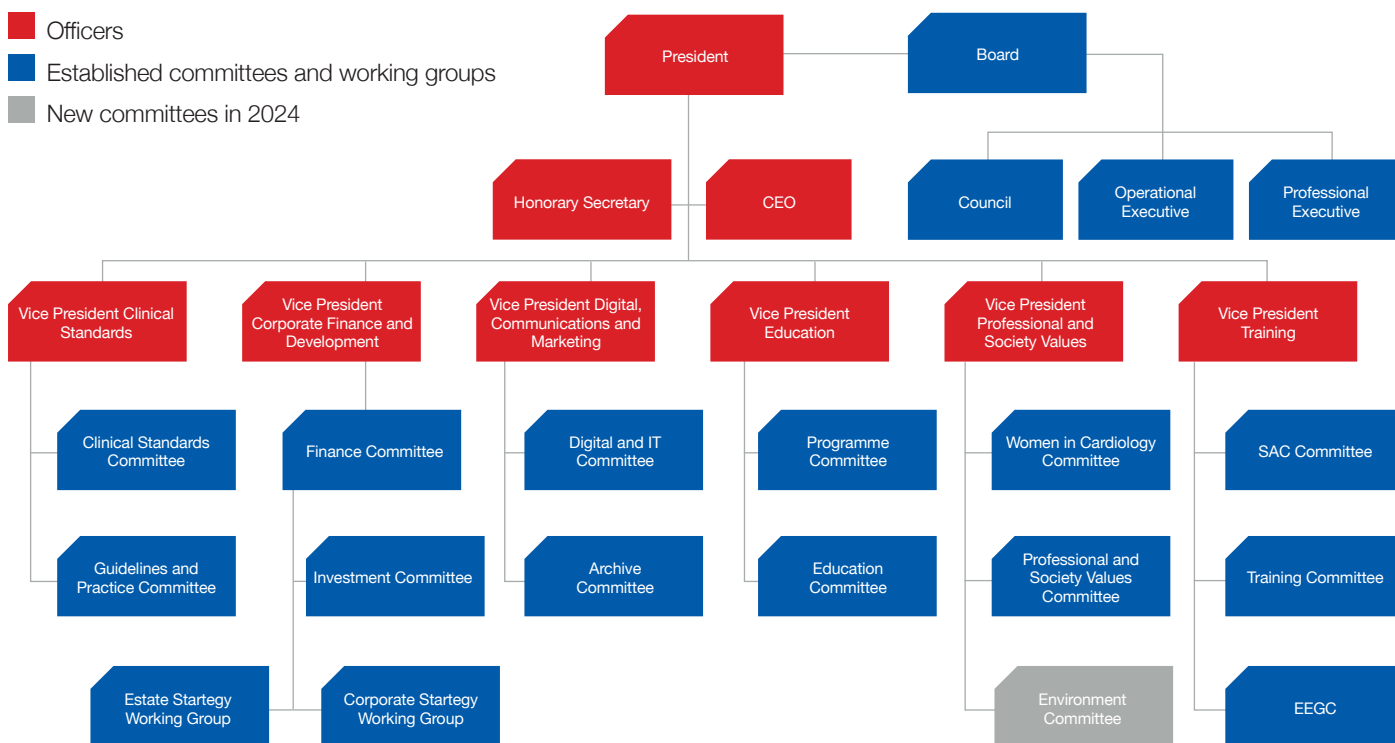 Officers
Established committees and working groups
New committees in 2024
President
Board
Honorary Secretary
CEO
Council
Operational
Executive
Professional
Executive
Vice President Clinical
Standards
Vice President
Corporate Finance and
Development
Vice President Digital,
Communications and
Marketing
Vice President
Education
Vice President
Professional and
Society Values
Vice President
Training
Clinical Standards
Committee
Finance Committee
Digital and IT
Committee
Programme
Committee
Women in Cardiology
Committee
SAC Committee
Guidelines and
Practice Committee
Investment Committee
Archive
Committee
Education
Committee
Professional and
Society Values
Committee
Training Committee
Estate Startegy
Working Group
Corporate Startegy
Working Group
Environment
Committee
EEGC